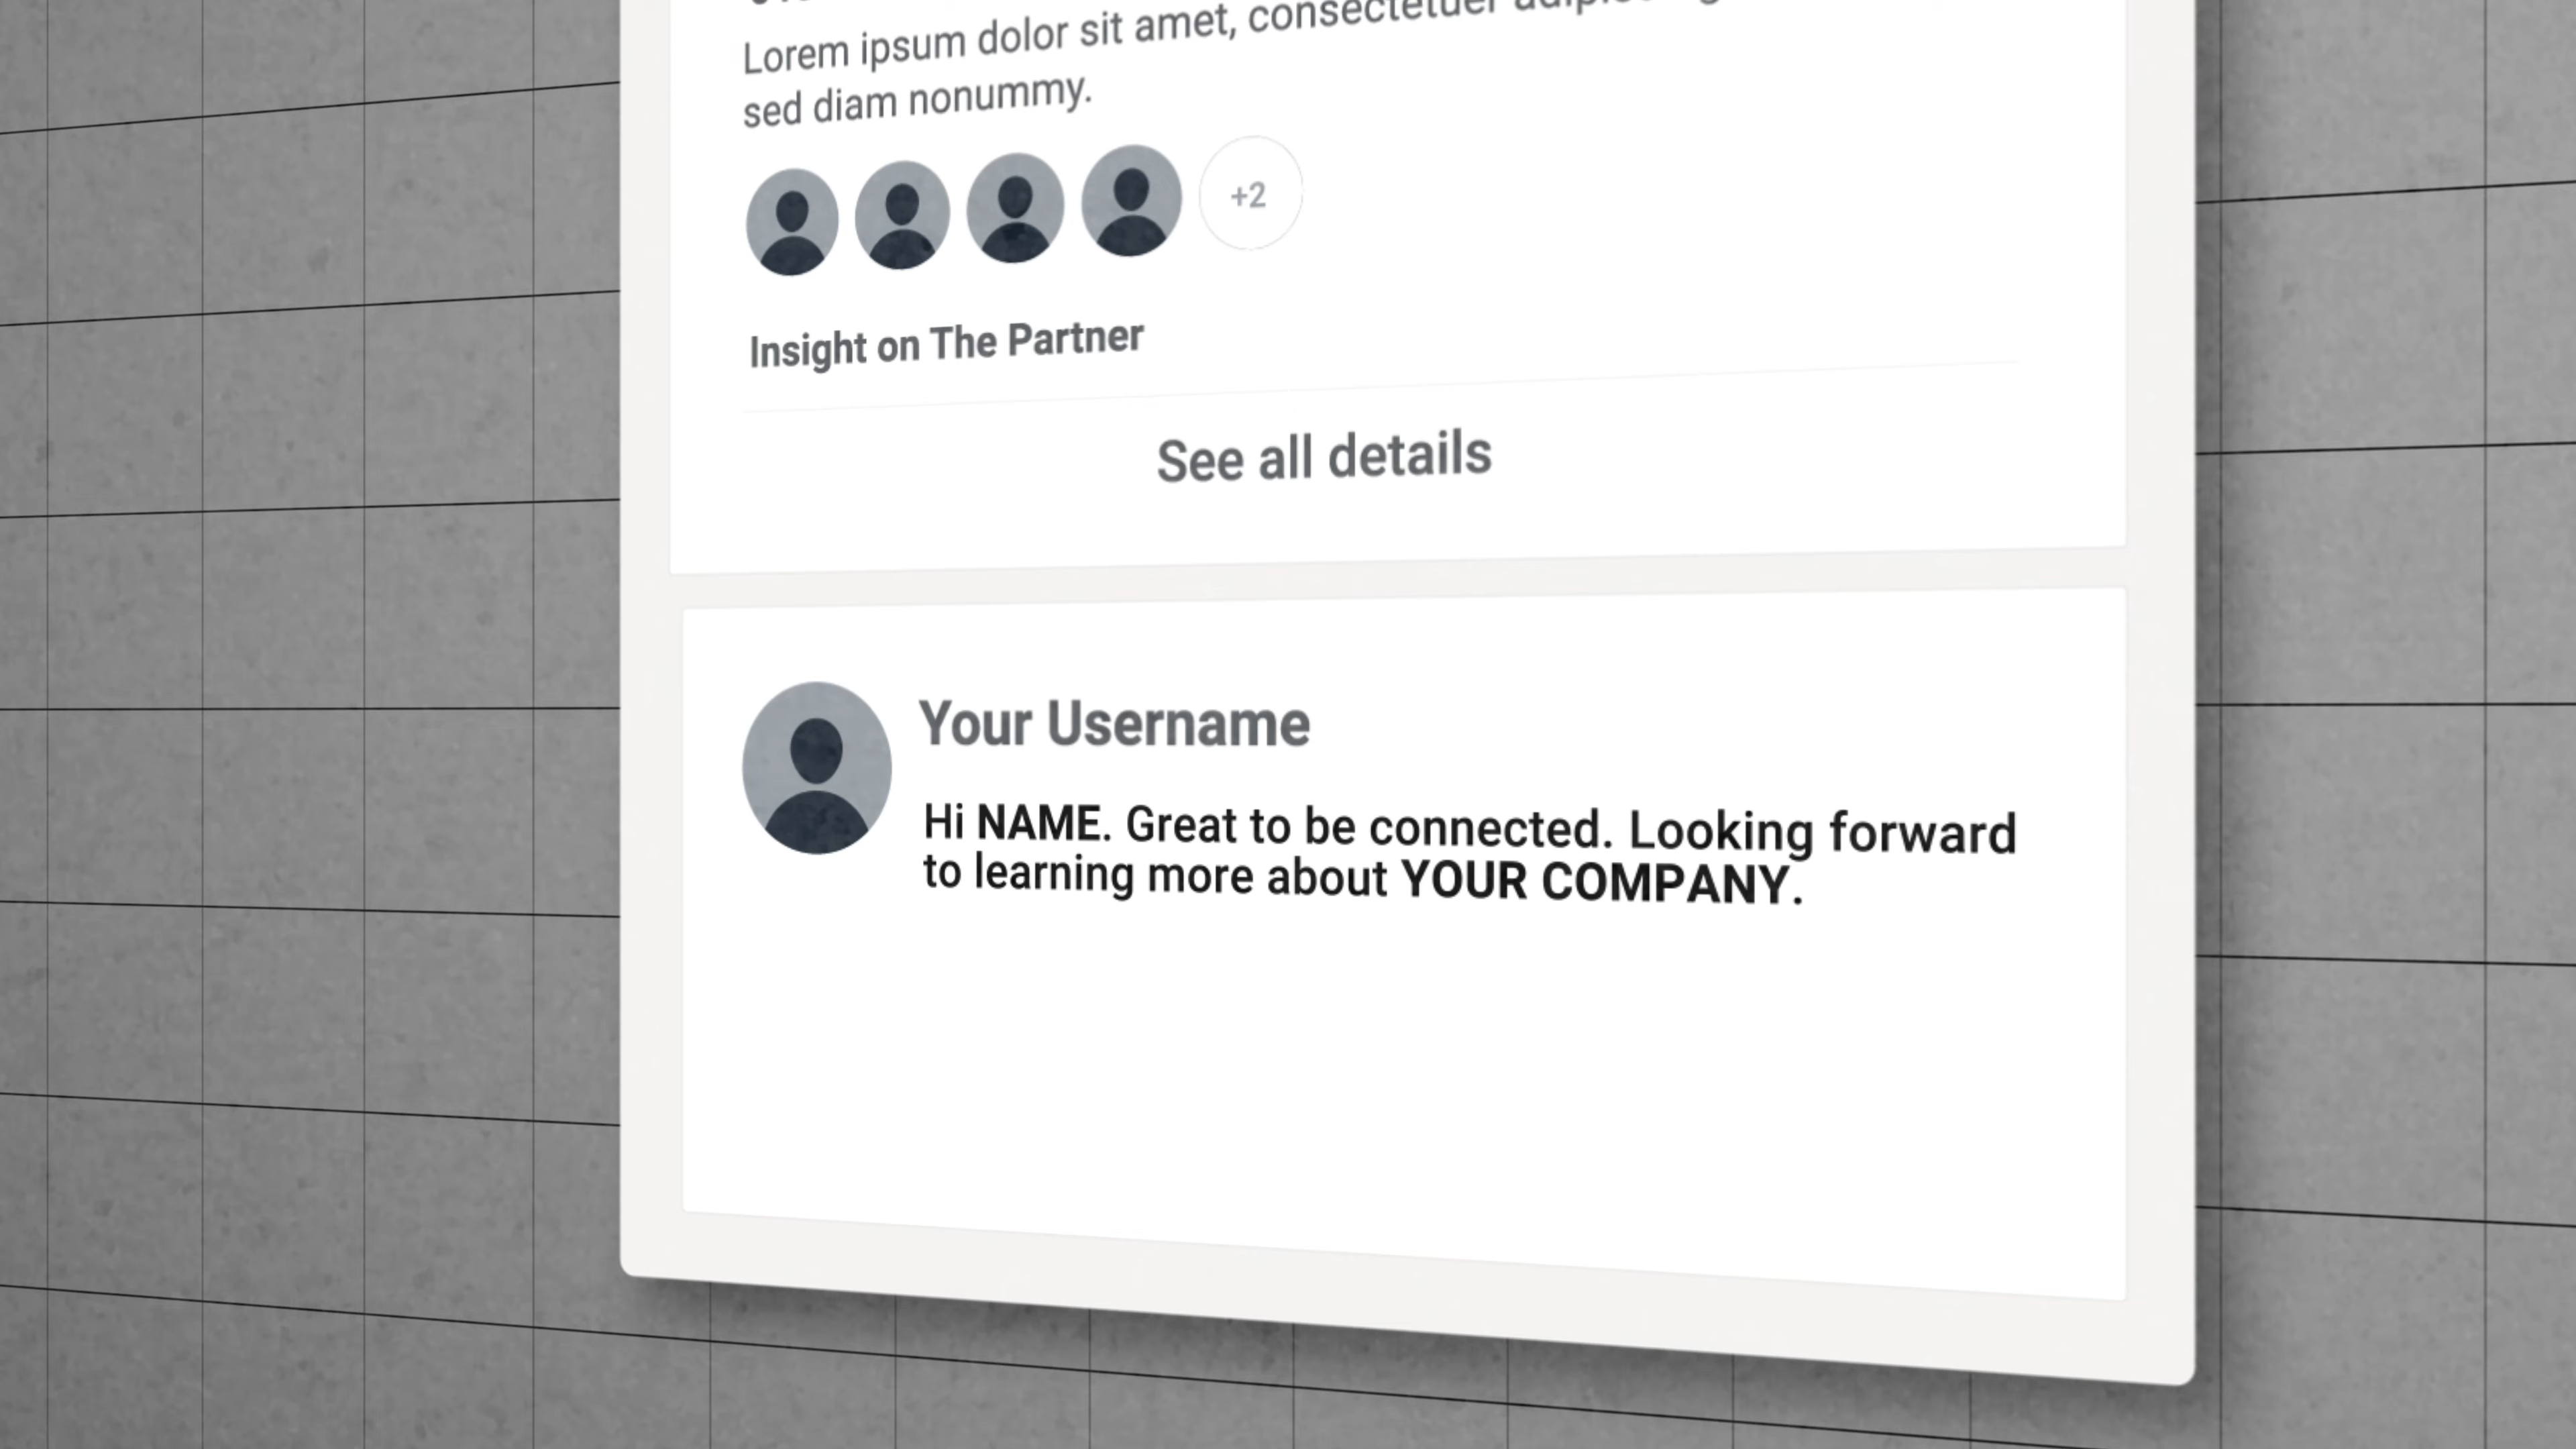 Lorem ipsum dolor sit amet, consectetuer
sed diam nonummy.
+2
Insight on The Partner
See all details
Your Username
Hi NAME. Great to be connected. Looking forward
to learning more about YOUR COMPANY.